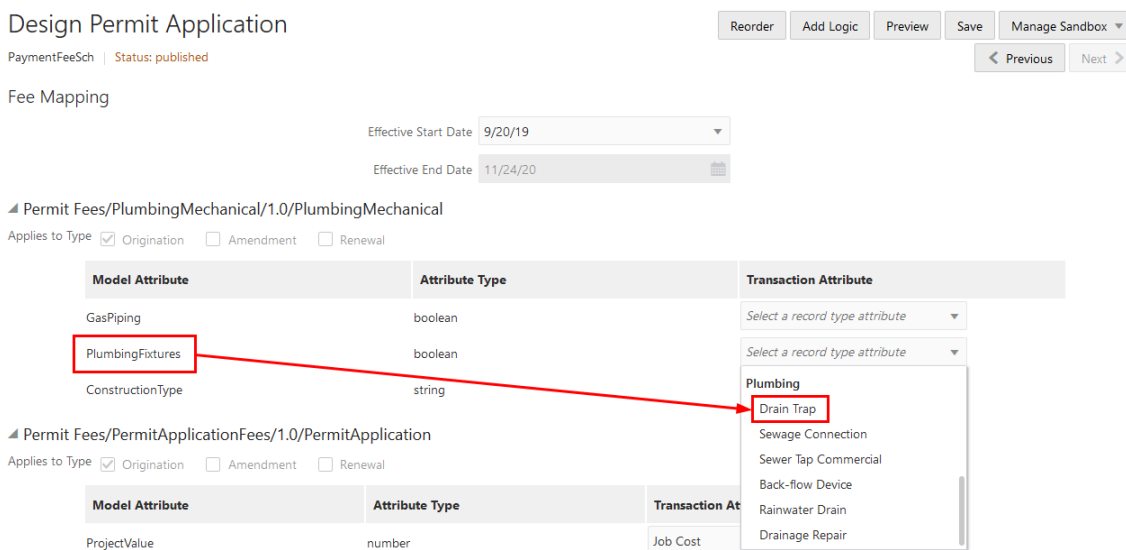 Design Permit Application
Reorder Add Logic Preview Save Manage Sandbox
PaymentFeeSch Status: published
Previous Next
Fee Mapping
Effective Start Date 9/20/19
Effective End Date 11/24/20
Permit Fees/PlumbingMechanical/1.0/PlumbingMechanical
Applies to Type Origination Amendment Renewal
Model Attribute Attribute Type Transaction Attribute
GasPiping boolean Select a record type attribute
PlumbingFixtures boolean Select a record type attribute
ConstructionType string
Plumbing
Drain Trap
Sewage Connection
Sewer Tap Commercial
Back-flow Device
Rainwater Drain
Drainage Repair
Permit Fees/PermitApplicationFees/1.0/PermitApplication
Applies to Type Origination Amendment Renewal
Model Attribute Attribute Type Transaction At
ProjectValue number Job Cost